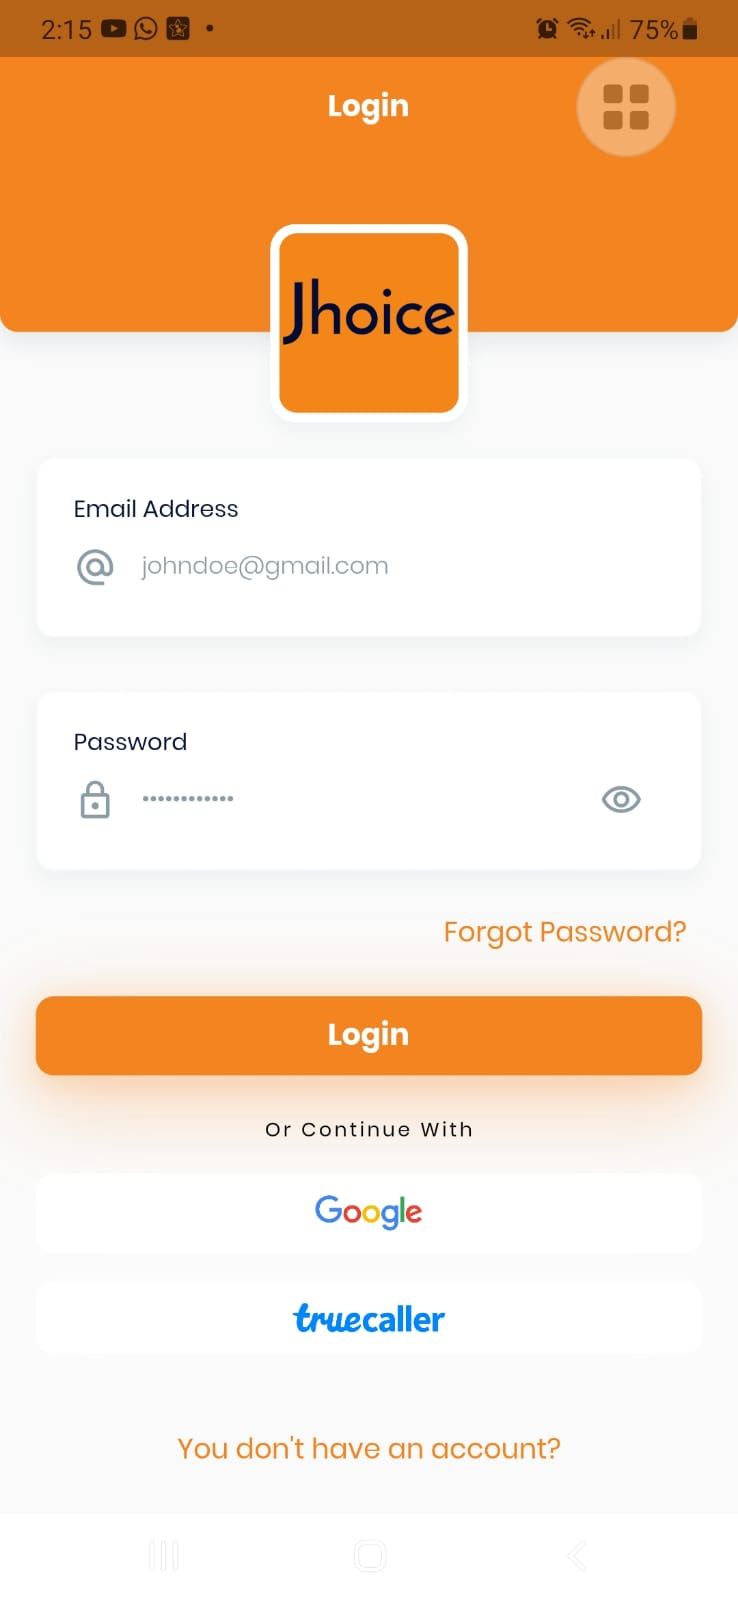 2:15 75%
Login
Jhoice
Email Address
johndoe@gmail.com
Password
••••••••••••
Forgot Password?
Login
Or Continue With
Google
truecaller
You don't have an account?